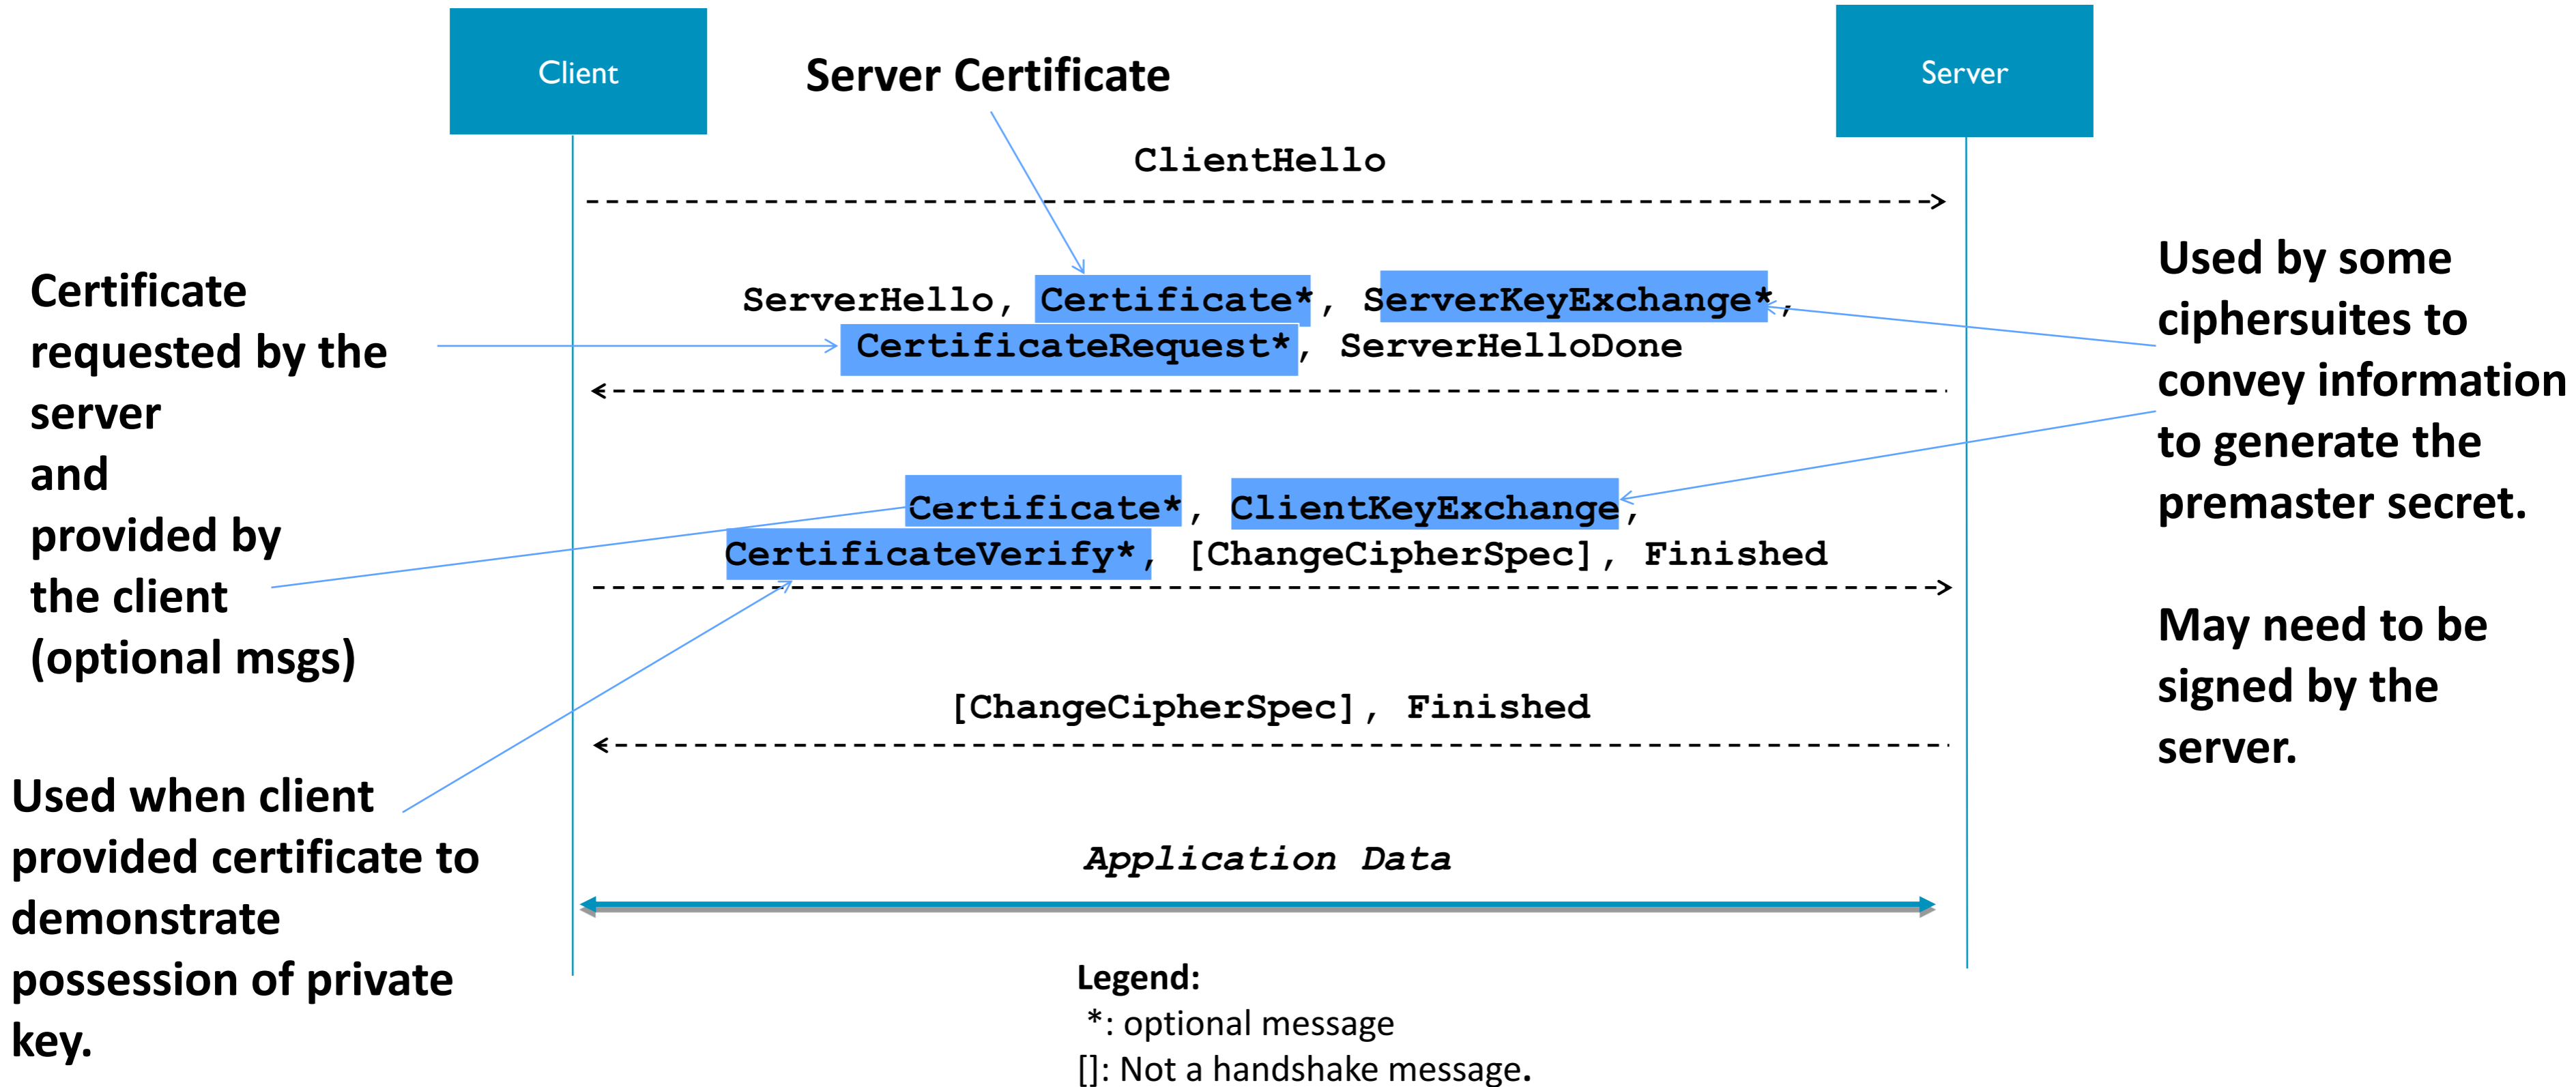 Client
Server Certificate
Server
ClientHello
Certificate
requested by the
server
and
provided by
the client
(optional msgs)
ServerHello, Certificate*, ServerKeyExchange*,
CertificateRequest*, ServerHelloDone
Used by some
ciphersuites to
convey information
to generate the
premaster secret.
May need to be
signed by the
server.
Certificate*, ClientKeyExchange,
CertificateVerify*, [ChangeCipherSpec], Finished
[ChangeCipherSpec], Finished
Used when client
provided certificate to
demonstrate
possession of private
key.
Application Data
Legend:
*: optional message
[]: Not a handshake message.